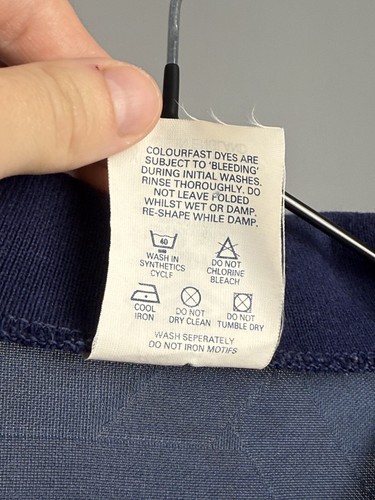 COLOURFAST DYES ARE
SUBJECT TO 'BLEEDING'
DURING INITIAL WASHES.
RINSE THOROUGHLY. DO
NOT LEAVE FOLDED
WHILST WET OR DAMP.
RE-SHAPE WHILE DAMP.
40
WASH IN
SYNTHETICS
CYCLE
DO NOT
CHLORINE
BLEACH
COOL
IRON
DO NOT
DRY CLEAN
DO NOT
TUMBLE DRY
WASH SEPERATELY
DO NOT IRON MOTIFS